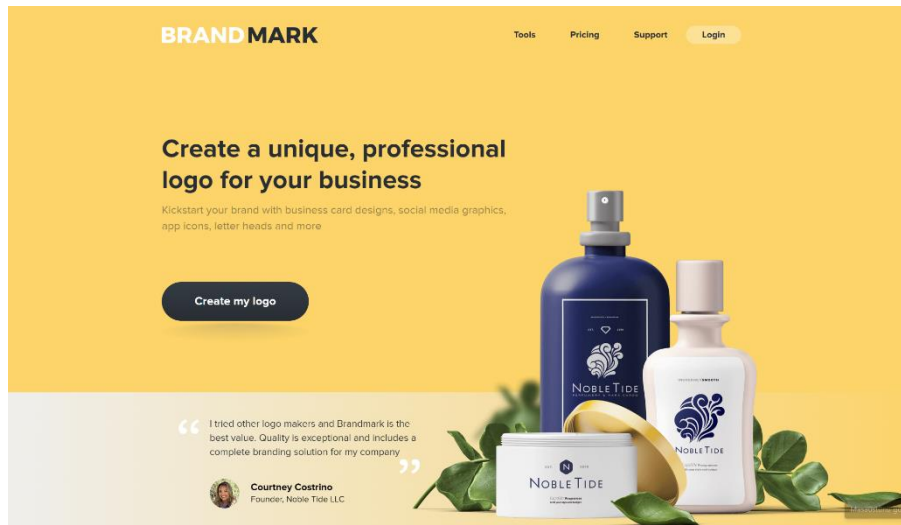 BRANDMARK
Tools Pricing Support Login
Create a unique, professional
logo for your business
Kickstart your brand with business card designs, social media graphics,
app icons, letter heads and more
Create my logo
“ I tried other logo makers and Brandmark is the
best value. Quality is exceptional and includes a
complete branding solution for my company ”
Courtney Costrino
Founder, Noble Tide LLC
NOBLE TIDE
NOBLE TIDE
N
NOBLE TIDE